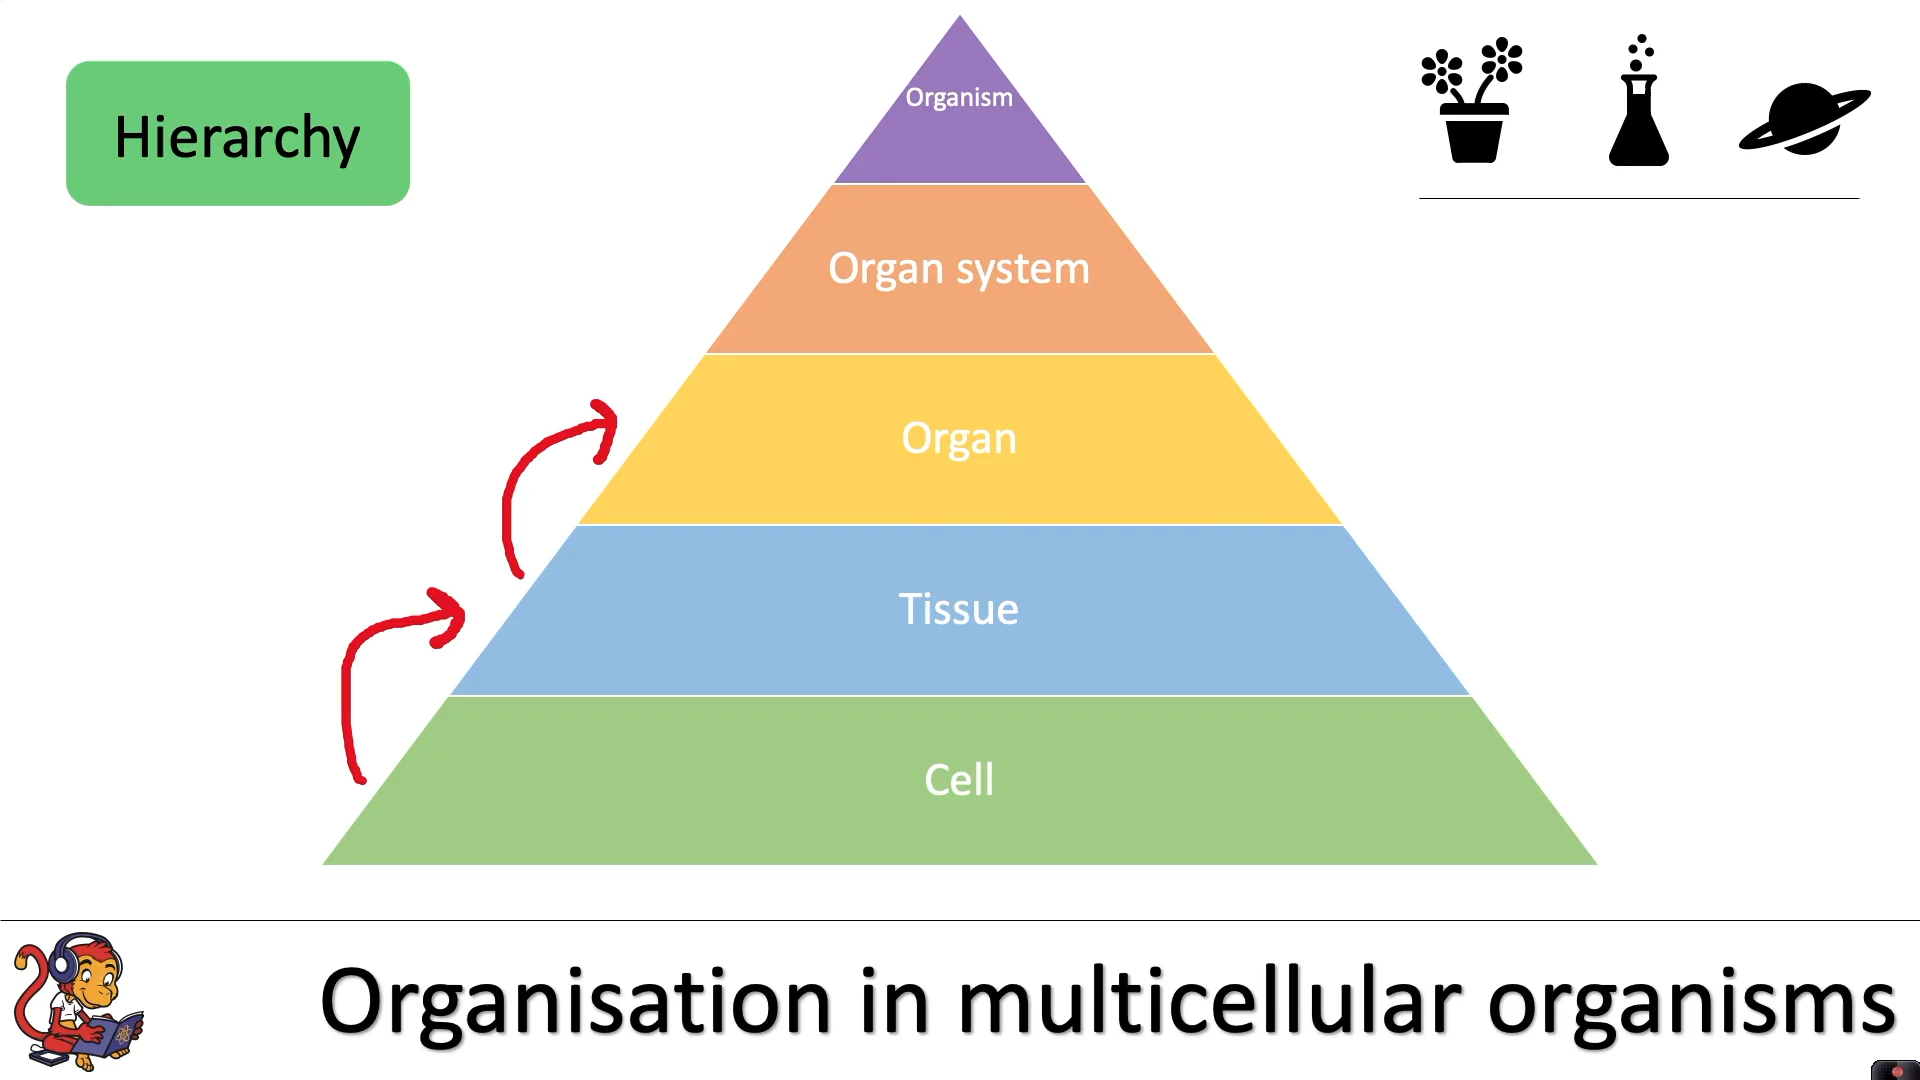 Hierarchy
Organism
Organ system
Organ
Tissue
Cell
Organisation in multicellular organisms